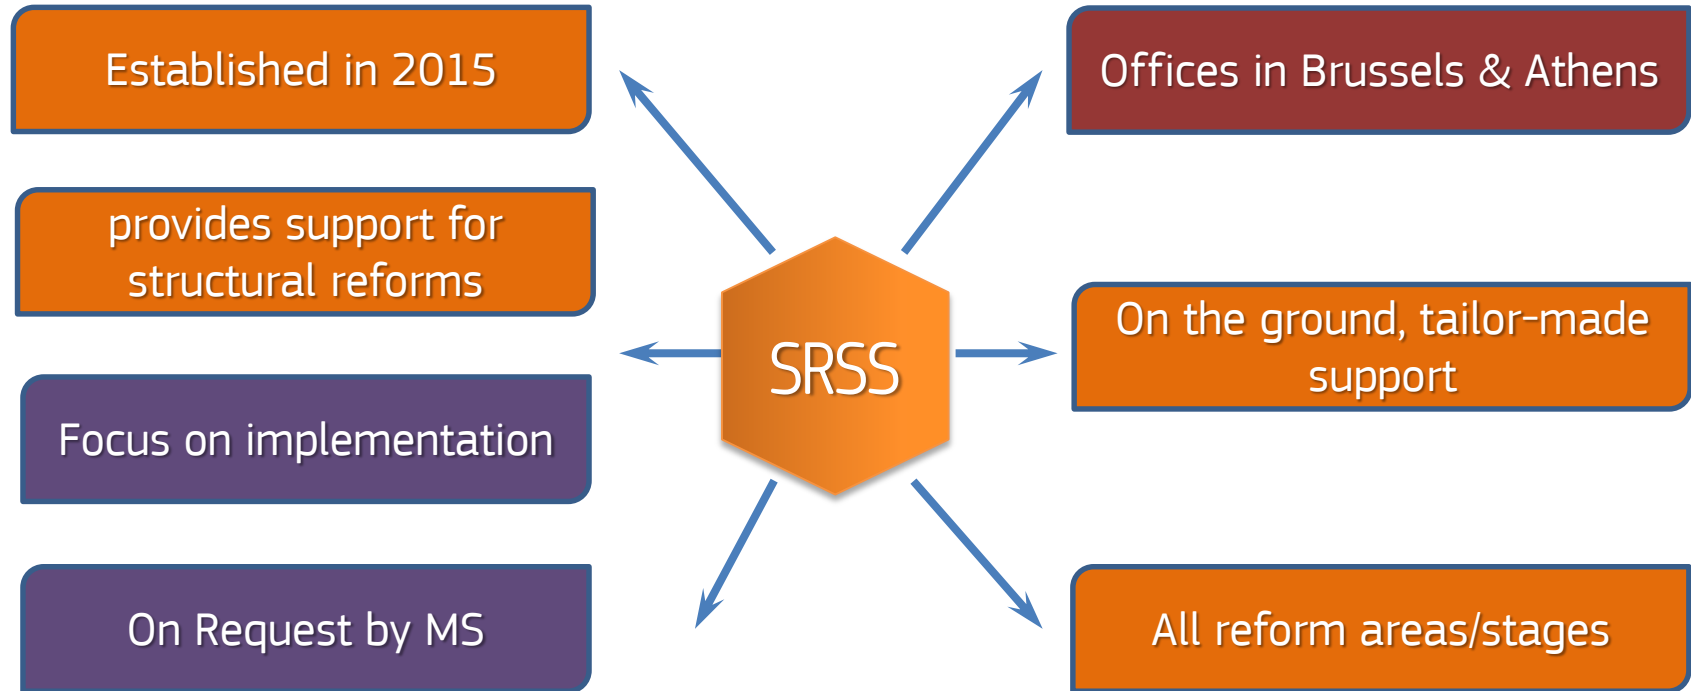 Established in 2015
provides support for
structural reforms
Focus on implementation
On Request by MS
SRSS
Offices in Brussels & Athens
On the ground, tailor-made
support
All reform areas/stages